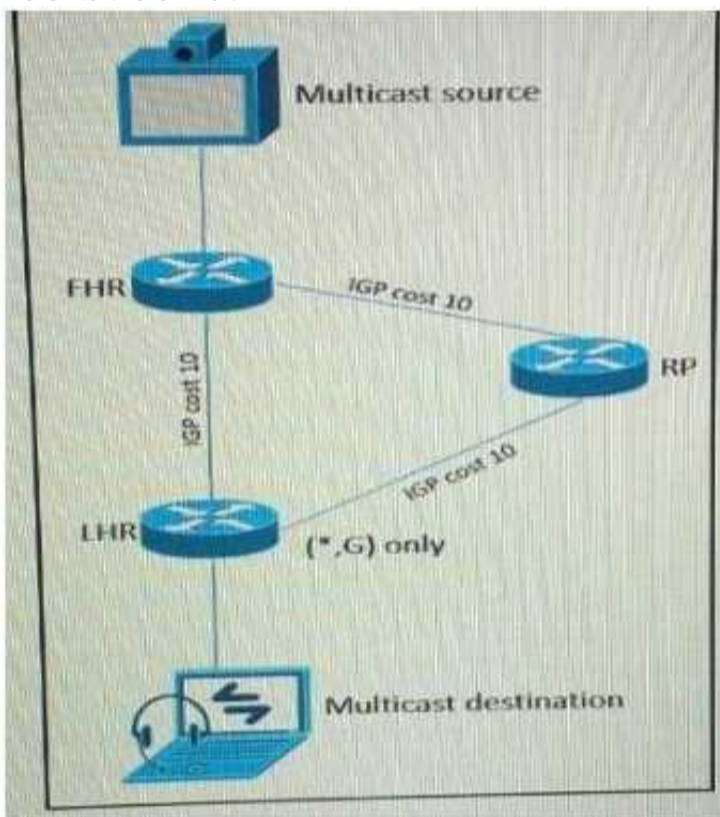 Multicast source
FHR
IGP cost 10
RP
IGP cost 10
IGP cost 10
LHR
(*,G) only
Multicast destination